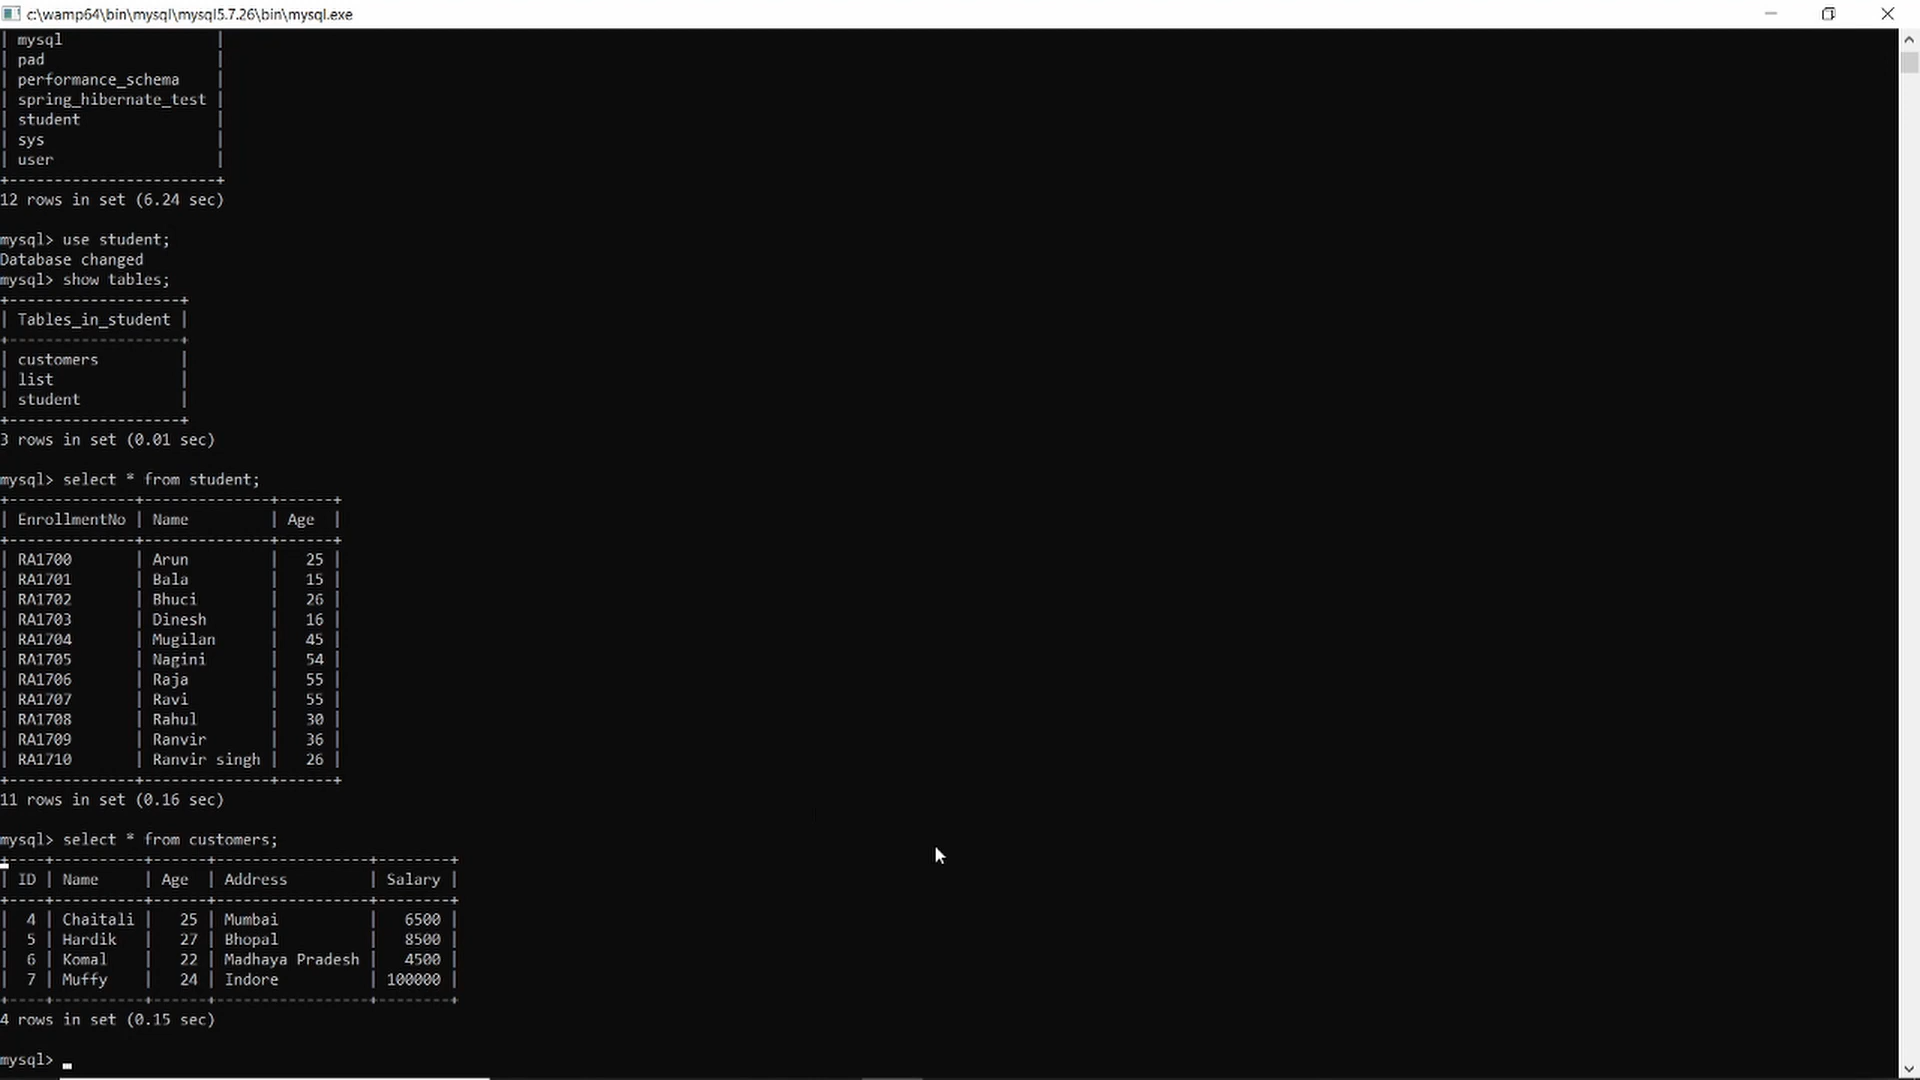 c:\wamp64\bin\mysql\mysql5.7.26\bin\mysql.exe
| mysql              |
| pad                |
| performance_schema |
| spring_hibernate_test |
| student            |
| sys                |
| user               |
+-----------------------+
12 rows in set (6.24 sec)
mysql> use student;
Database changed
mysql> show tables;
+-------------------+
| Tables_in_student |
+-------------------+
| customers         |
| list              |
| student           |
+-------------------+
3 rows in set (0.01 sec)
mysql> select * from student;
+--------------+--------------+------+
| EnrollmentNo | Name         | Age  |
+--------------+--------------+------+
| RA1700       | Arun         |   25 |
| RA1701       | Bala         |   15 |
| RA1702       | Bhuci        |   26 |
| RA1703       | Dinesh       |   16 |
| RA1704       | Mugilan      |   45 |
| RA1705       | Nagini       |   54 |
| RA1706       | Raja         |   55 |
| RA1707       | Ravi         |   55 |
| RA1708       | Rahul        |   30 |
| RA1709       | Ranvir       |   36 |
| RA1710       | Ranvir singh |   26 |
+--------------+--------------+------+
11 rows in set (0.16 sec)
mysql> select * from customers;
+----+----------+------+-----------------+--------+
| ID | Name     | Age  | Address         | Salary |
+----+----------+------+-----------------+--------+
|  4 | Chaitali |   25 | Mumbai          |   6500 |
|  5 | Hardik   |   27 | Bhopal          |   8500 |
|  6 | Komal    |   22 | Madhaya Pradesh |   4500 |
|  7 | Muffy    |   24 | Indore          | 100000 |
+----+----------+------+-----------------+--------+
4 rows in set (0.15 sec)
mysql>